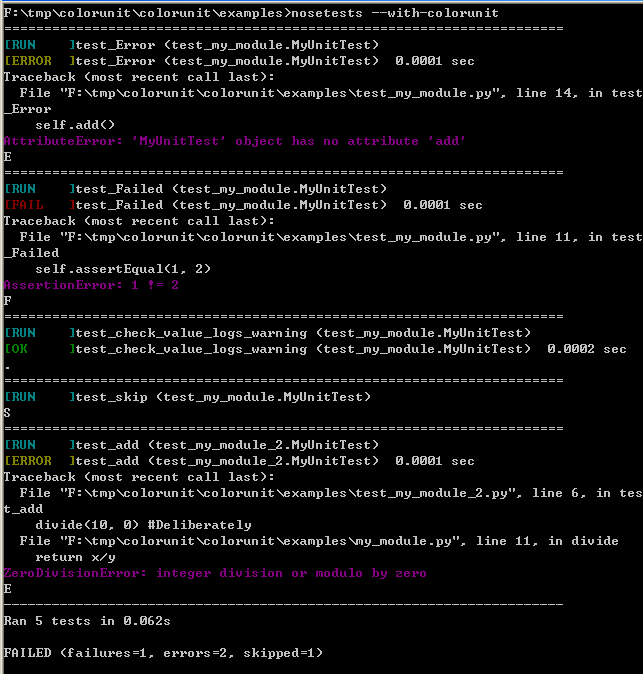 F:\tmp\colorunit\colorunit\examples>nosetests --with-colorunit
======================================================================
[RUN    ]test_Error (test_my_module.MyUnitTest)
[ERROR  ]test_Error (test_my_module.MyUnitTest)  0.0001 sec
Traceback (most recent call last):
  File "F:\tmp\colorunit\colorunit\examples\test_my_module.py", line 14, in test
_Error
    self.add()
AttributeError: 'MyUnitTest' object has no attribute 'add'
E
======================================================================
[RUN    ]test_Failed (test_my_module.MyUnitTest)
[FAIL   ]test_Failed (test_my_module.MyUnitTest)  0.0001 sec
Traceback (most recent call last):
  File "F:\tmp\colorunit\colorunit\examples\test_my_module.py", line 11, in test
_Failed
    self.assertEqual(1, 2)
AssertionError: 1 != 2
F
======================================================================
[RUN    ]test_check_value_logs_warning (test_my_module.MyUnitTest)
[OK     ]test_check_value_logs_warning (test_my_module.MyUnitTest)  0.0002 sec
.
======================================================================
[RUN    ]test_skip (test_my_module.MyUnitTest)
S
======================================================================
[RUN    ]test_add (test_my_module_2.MyUnitTest)
[ERROR  ]test_add (test_my_module_2.MyUnitTest)  0.0001 sec
Traceback (most recent call last):
  File "F:\tmp\colorunit\colorunit\examples\test_my_module_2.py", line 6, in tes
t_add
    divide(10, 0) #Deliberately
  File "F:\tmp\colorunit\colorunit\examples\my_module.py", line 11, in divide
    return x/y
ZeroDivisionError: integer division or modulo by zero
E
----------------------------------------------------------------------
Ran 5 tests in 0.062s
FAILED (failures=1, errors=2, skipped=1)